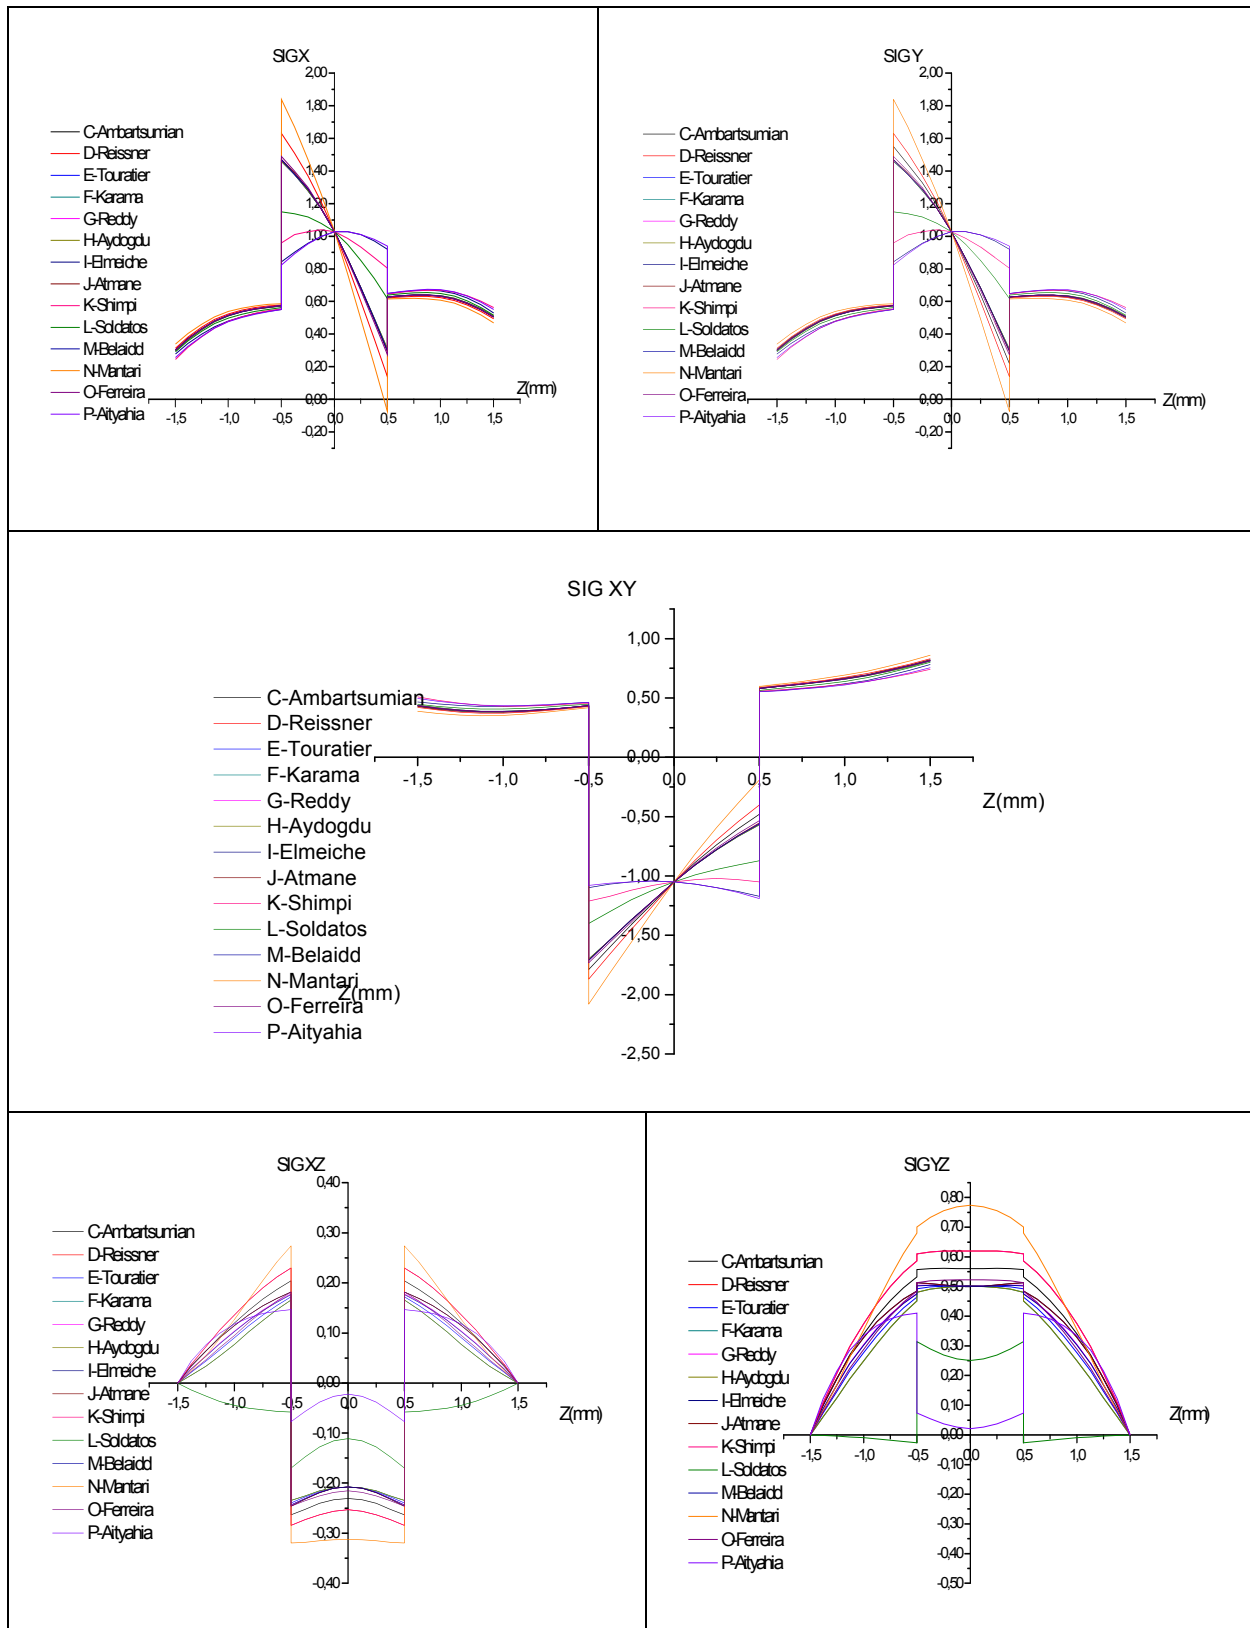 SIGX
2,00
1,80
1,60
1,40
1,20
1,00
0,80
0,60
0,40
0,20
0,00
-0,20
-1,5 -1,0 -0,5 0,0 0,5 1,0 1,5
Z(mm)
C-Ambartsumian
D-Reissner
E-Touratier
F-Karama
G-Reddy
H-Aydogdu
I-Elmeiche
J-Atmane
K-Shimpi
L-Soldatos
M-Belaidd
N-Mantari
O-Ferreira
P-Aityahia
SIGY
2,00
1,80
1,60
1,40
1,20
1,00
0,80
0,60
0,40
0,20
0,00
-0,20
-1,5 -1,0 -0,5 0,0 0,5 1,0 1,5
Z(mm)
C-Ambartsumian
D-Reissner
E-Touratier
F-Karama
G-Reddy
H-Aydogdu
I-Elmeiche
J-Atmane
K-Shimpi
L-Soldatos
M-Belaidd
N-Mantari
O-Ferreira
P-Aityahia
SIG XY
1,00
0,50
0,00
-0,50
-1,00
-1,50
-2,00
-2,50
-1,5 -1,0 -0,5 0,0 0,5 1,0 1,5
Z(mm)
C-Ambartsumian
D-Reissner
E-Touratier
F-Karama
G-Reddy
H-Aydogdu
I-Elmeiche
J-Atmane
K-Shimpi
L-Soldatos
M-Belaidd
N-Mantari
Z(mm)
O-Ferreira
P-Aityahia
SIGXZ
0,40
0,30
0,20
0,10
0,00
-0,10
-0,20
-0,30
-0,40
-1,5 -1,0 -0,5 0,0 0,5 1,0 1,5
Z(mm)
C-Ambartsumian
D-Reissner
E-Touratier
F-Karama
G-Reddy
H-Aydogdu
I-Elmeiche
J-Atmane
K-Shimpi
L-Soldatos
M-Belaidd
N-Mantari
O-Ferreira
P-Aityahia
SIGYZ
0,80
0,70
0,60
0,50
0,40
0,30
0,20
0,10
0,00
-0,10
-0,20
-0,30
-0,40
-0,50
-1,5 -1,0 -0,5 0,0 0,5 1,0 1,5
Z(mm)
C-Ambartsumian
D-Reissner
E-Touratier
F-Karama
G-Reddy
H-Aydogdu
I-Elmeiche
J-Atmane
K-Shimpi
L-Soldatos
M-Belaidd
N-Mantari
O-Ferreira
P-Aityahia